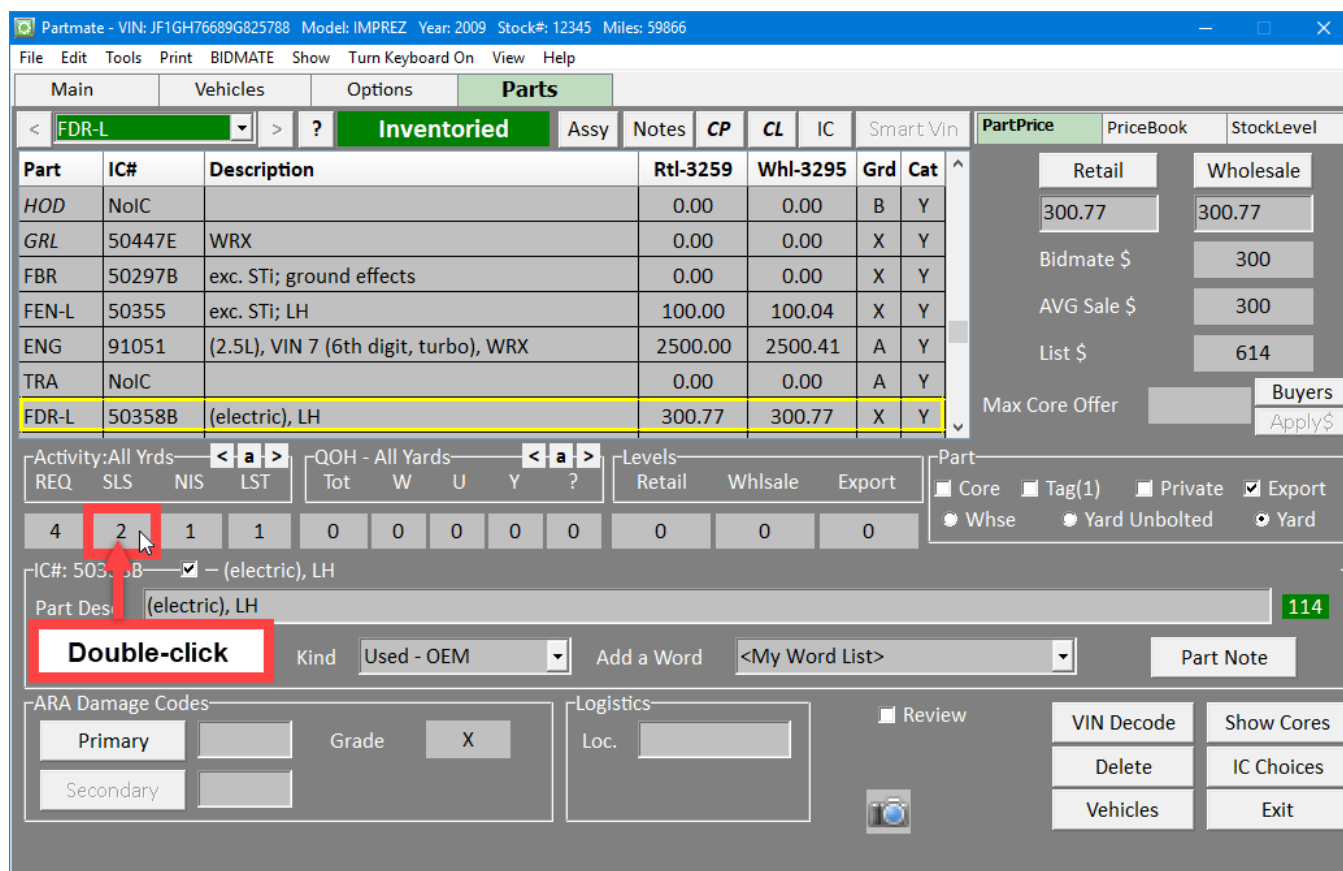 Partmate - VIN: JF1GH76689G825788 Model: IMPREZ Year: 2009 Stock#: 12345 Miles: 59866
File Edit Tools Print BIDMATE Show Turn Keyboard On View Help
Main Vehicles Options Parts
< FDR-L > ? Inventoried Assy Notes CP CL IC Smart Vin PartPrice PriceBook StockLevel
Part IC# Description Rtl-3259 Whl-3295 Grd Cat
HOD NoIC 0.00 0.00 B Y
GRL 50447E WRX 0.00 0.00 X Y
FBR 50297B exc. STi; ground effects 0.00 0.00 X Y
FEN-L 50355 exc. STi; LH 100.00 100.04 X Y
ENG 91051 (2.5L), VIN 7 (6th digit, turbo), WRX 2500.00 2500.41 A Y
TRA NoIC 0.00 0.00 A Y
FDR-L 50358B (electric), LH 300.77 300.77 X Y
Retail Wholesale
300.77 300.77
Bidmate $ 300
AVG Sale $ 300
List $ 614
Max Core Offer Buyers
Apply$
Activity:All Yrds < a > QOH - All Yards < a > Levels Part
REQ SLS NIS LST Tot W U Y ? Retail Whlsale Export
Core Tag(1) Private Export
Whse Yard Unbolted Yard
4 2 1 1 0 0 0 0 0 0 0 0
IC#: 50358B — (electric), LH
Part Desc (electric), LH 114
Double-click
Kind Used - OEM Add a Word <My Word List> Part Note
ARA Damage Codes Logistics
Primary Grade X Loc. Review VIN Decode Show Cores
Secondary Delete IC Choices
Vehicles Exit